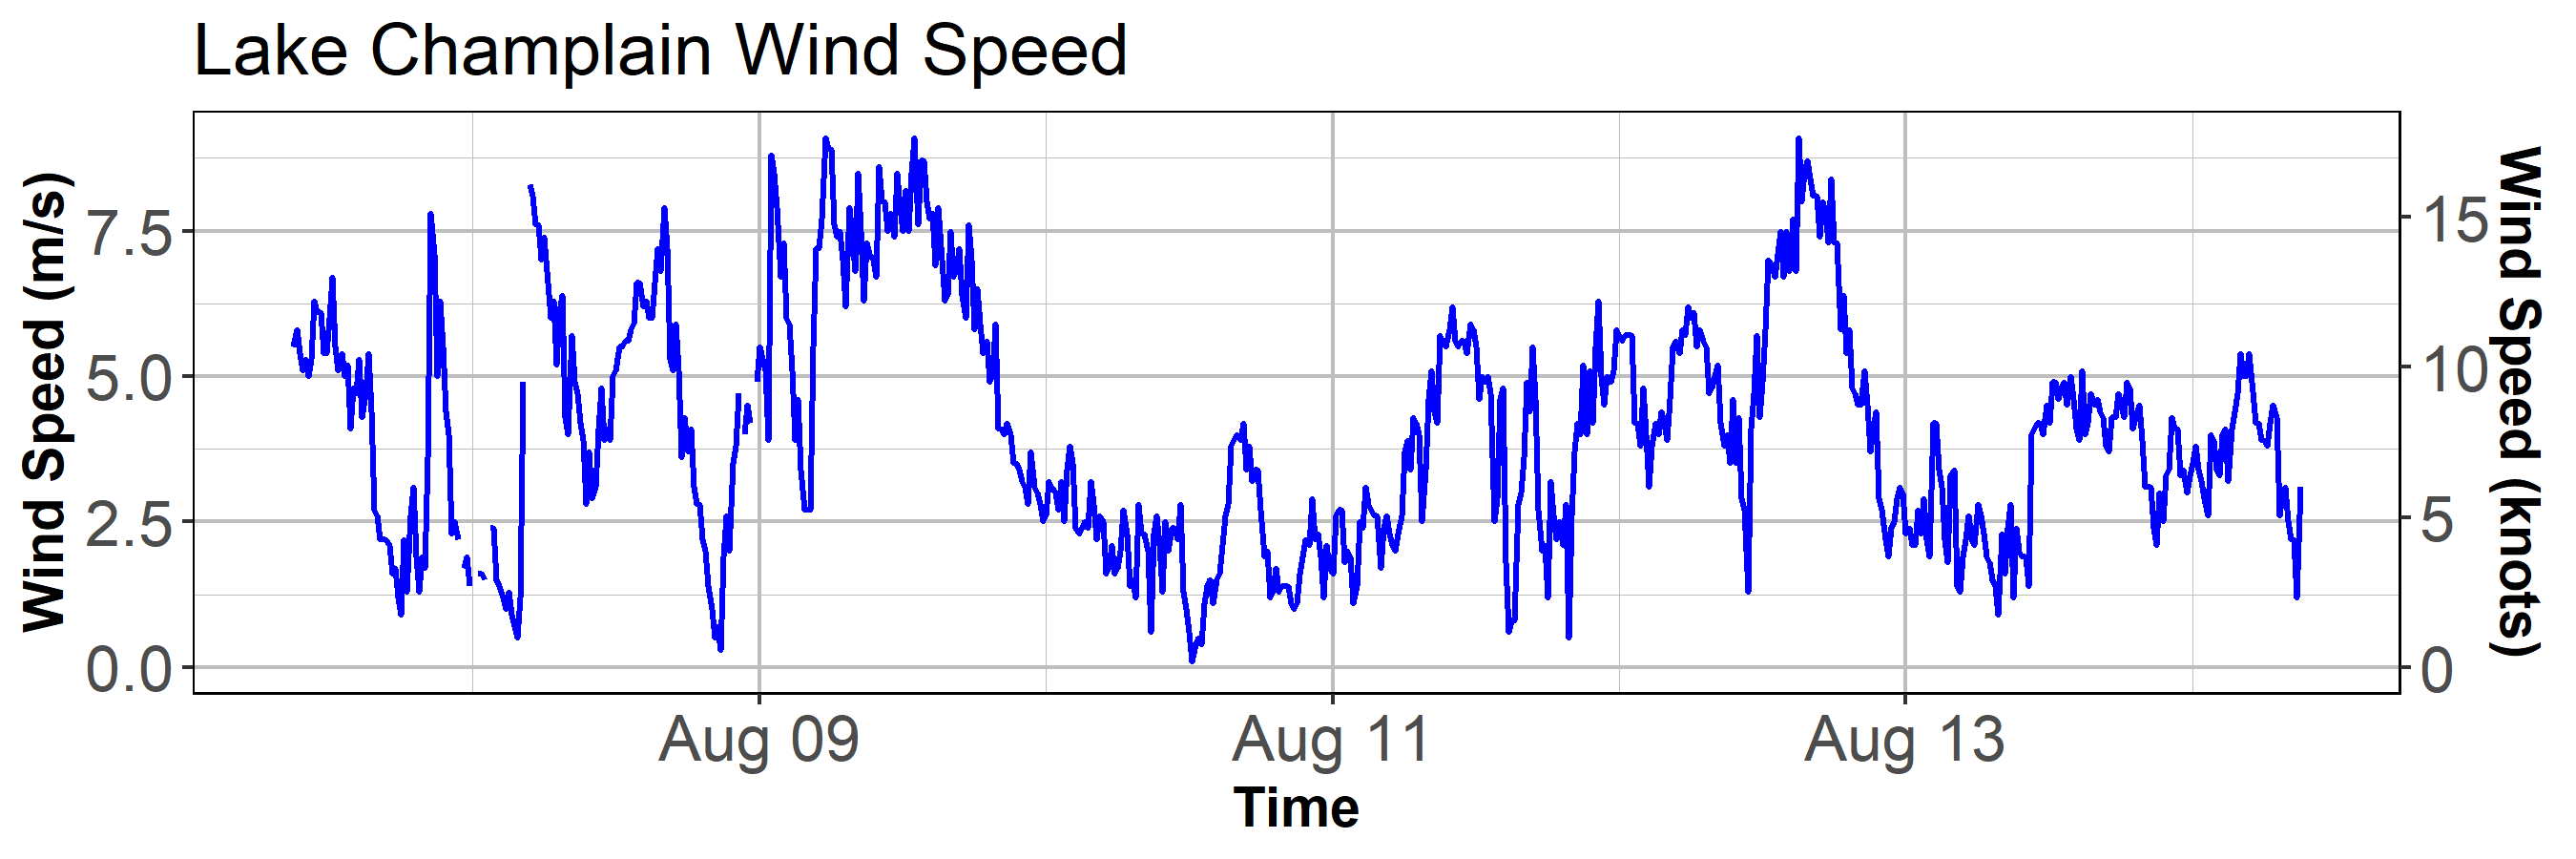 Lake Champlain Wind Speed
Wind Speed (m/s)
7.5
5.0
2.5
0.0
Wind Speed (knots)
15
10
5
0
Aug 09
Aug 11
Aug 13
Time